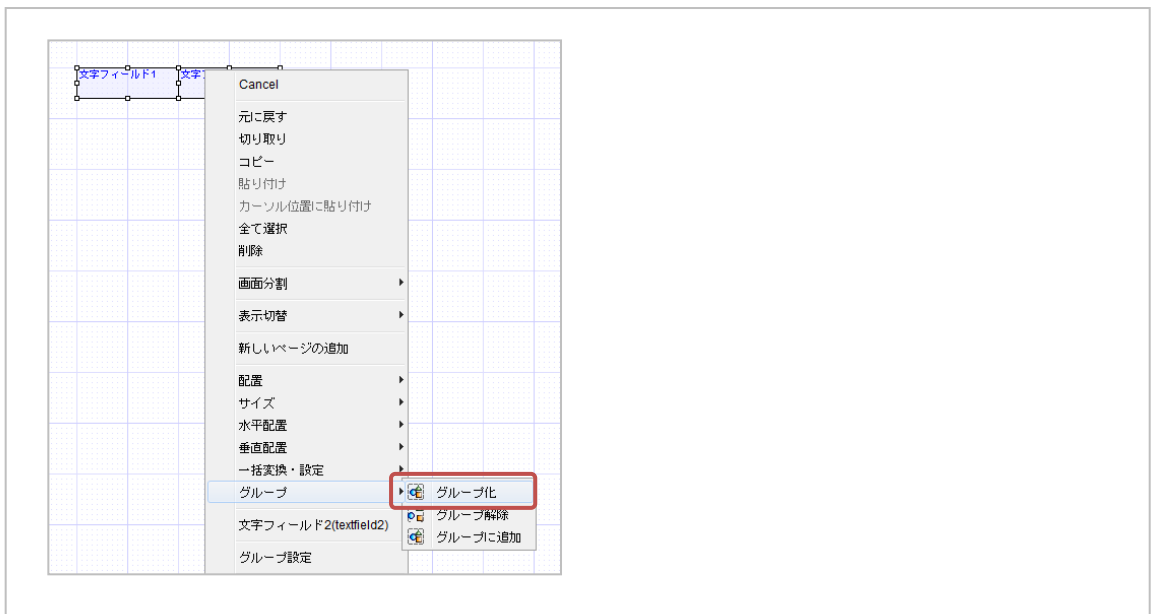 文字フィールド1
文字
Cancel
元に戻す
切り取り
コピー
貼り付け
カーソル位置に貼り付け
全て選択
削除
画面分割
表示切替
新しいページの追加
配置
サイズ
水平配置
垂直配置
一括変換・設定
グループ
グループ化
グループ解除
文字フィールド2(textfield2)
グループに追加
グループ設定